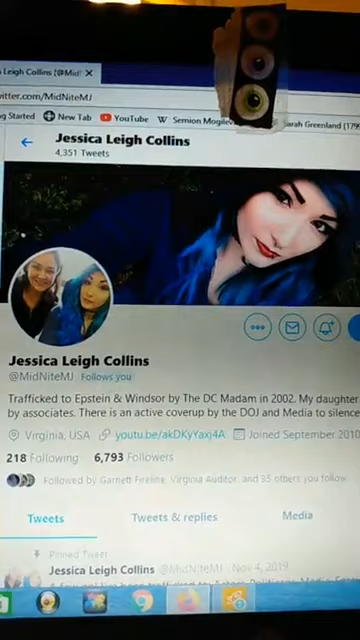 Leigh Collins (@Mid!
witter.com/MidNiteMJ
g Started New Tab YouTube W Semion Mogilev arah Greenland (179
Jessica Leigh Collins
4,351 Tweets
Jessica Leigh Collins
@MidNiteMJ Follows you
Trafficked to Epstein & Windsor by The DC Madam in 2002. My daughter
by associates. There is an active coverup by the DOJ and Media to silence
Virginia, USA youtu.be/akDKyYaxj4A Joined September 2010
218 Following 6,793 Followers
Followed by Garnett Fireline, Virginia Auditor, and 35 others you follow
Tweets Tweets & replies Media
Pinned Tweet
Jessica Leigh Collins @MidNiteMJ · Nov 4, 2019